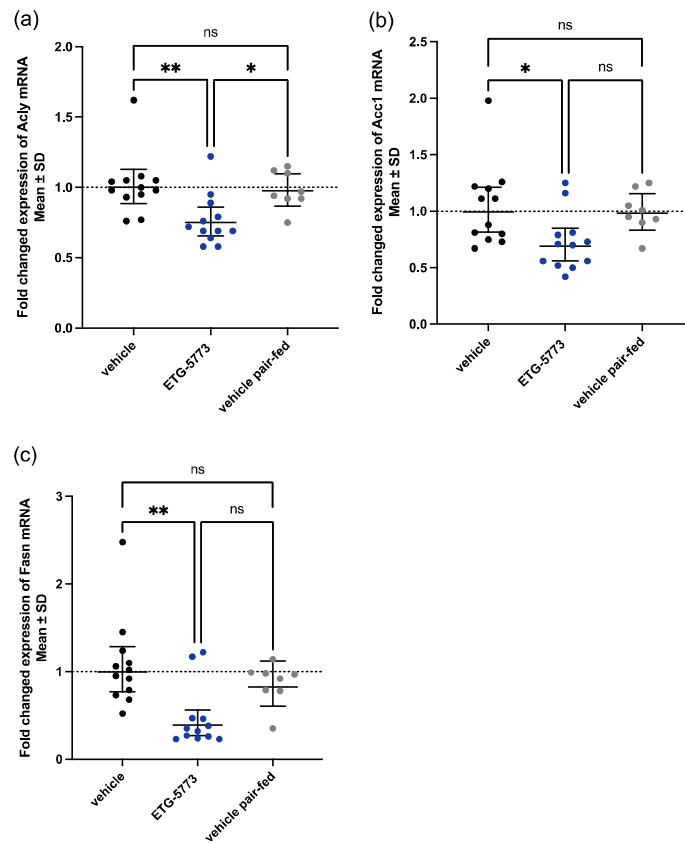 (a)
ns
** *
Fold changed expression of Acly mRNA
Mean ± SD
2.0
1.5
1.0
0.5
0.0
vehicle
ETG-5773
vehicle pair-fed
(b)
ns
* ns
Fold changed expression of Acc1 mRNA
Mean ± SD
2.5
2.0
1.5
1.0
0.5
0.0
vehicle
ETG-5773
vehicle pair-fed
(c)
ns
** ns
Fold changed expression of Fasn mRNA
Mean ± SD
3
2
1
0
vehicle
ETG-5773
vehicle pair-fed